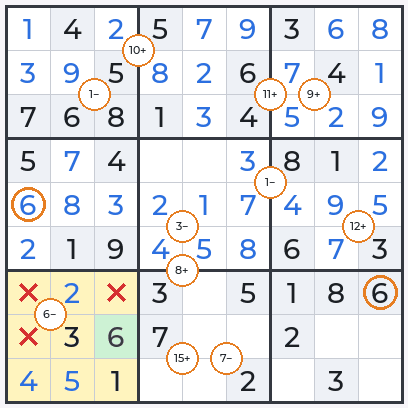 1 4 2 5 7 9 3 6 8
10+
3 9 5 8 2 6 7 4 1
1− 11+ 9+
7 6 8 1 3 4 5 2 9
5 7 4 3 8 1 2
1−
6 8 3 2 1 7 4 9 5
3− 12+
2 1 9 4 5 8 6 7 3
8+
2 3 5 1 8 6
6−
3 6 7 2
15+ 7−
4 5 1 2 3